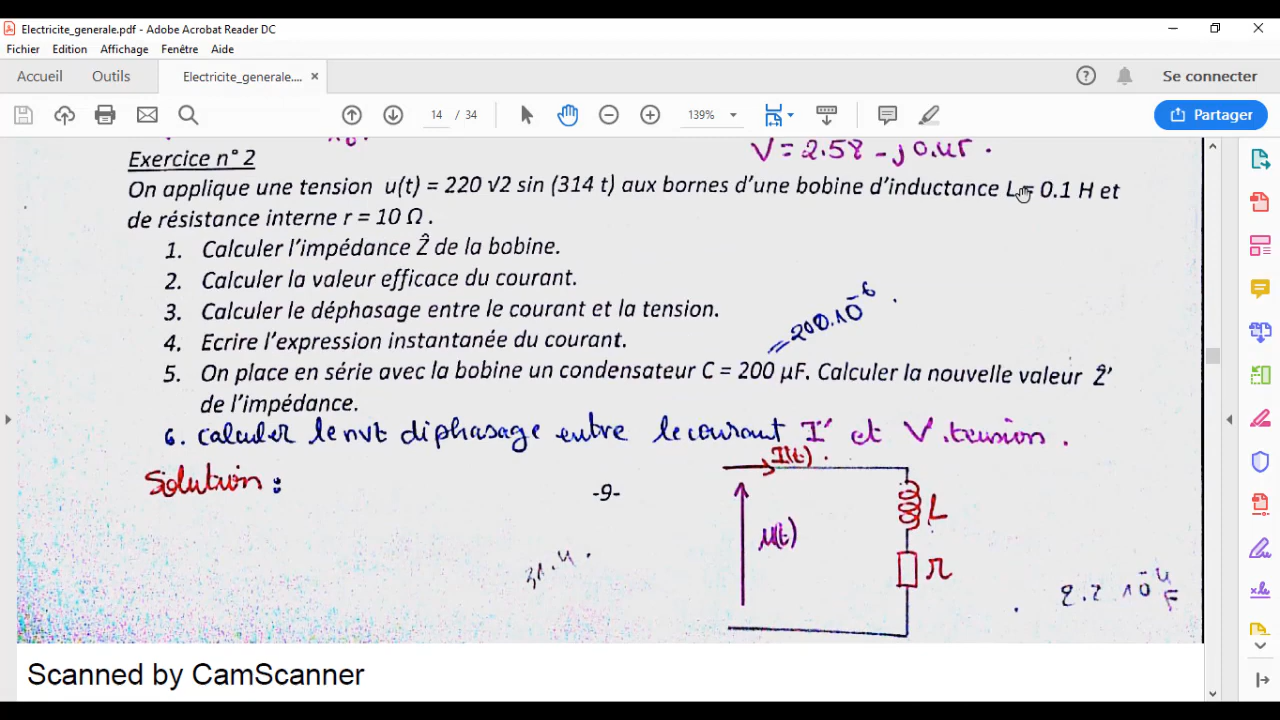 Electricite_generale.pdf - Adobe Acrobat Reader DC
Fichier Edition Affichage Fenêtre Aide
Accueil Outils Electricite_generale.... × Se connecter
14 / 34 139% Partager
V = 2.58 - j0.45 .
Exercice n° 2
On applique une tension u(t) = 220 √2 sin (314 t) aux bornes d'une bobine d'inductance L = 0.1 H et
de résistance interne r = 10 Ω .
1. Calculer l'impédance Ẑ de la bobine.
2. Calculer la valeur efficace du courant.
3. Calculer le déphasage entre le courant et la tension.
= 200.10⁻⁶ .
4. Ecrire l'expression instantanée du courant.
5. On place en série avec la bobine un condensateur C = 200 µF. Calculer la nouvelle valeur Ẑ'
de l'impédance.
6. calculer le nvt diphasage entre le courant I' et V.tension .
I(t) .
Solution :
-9-
L
u(t)
31.4
r
2.2 10⁻⁴ F
Scanned by CamScanner